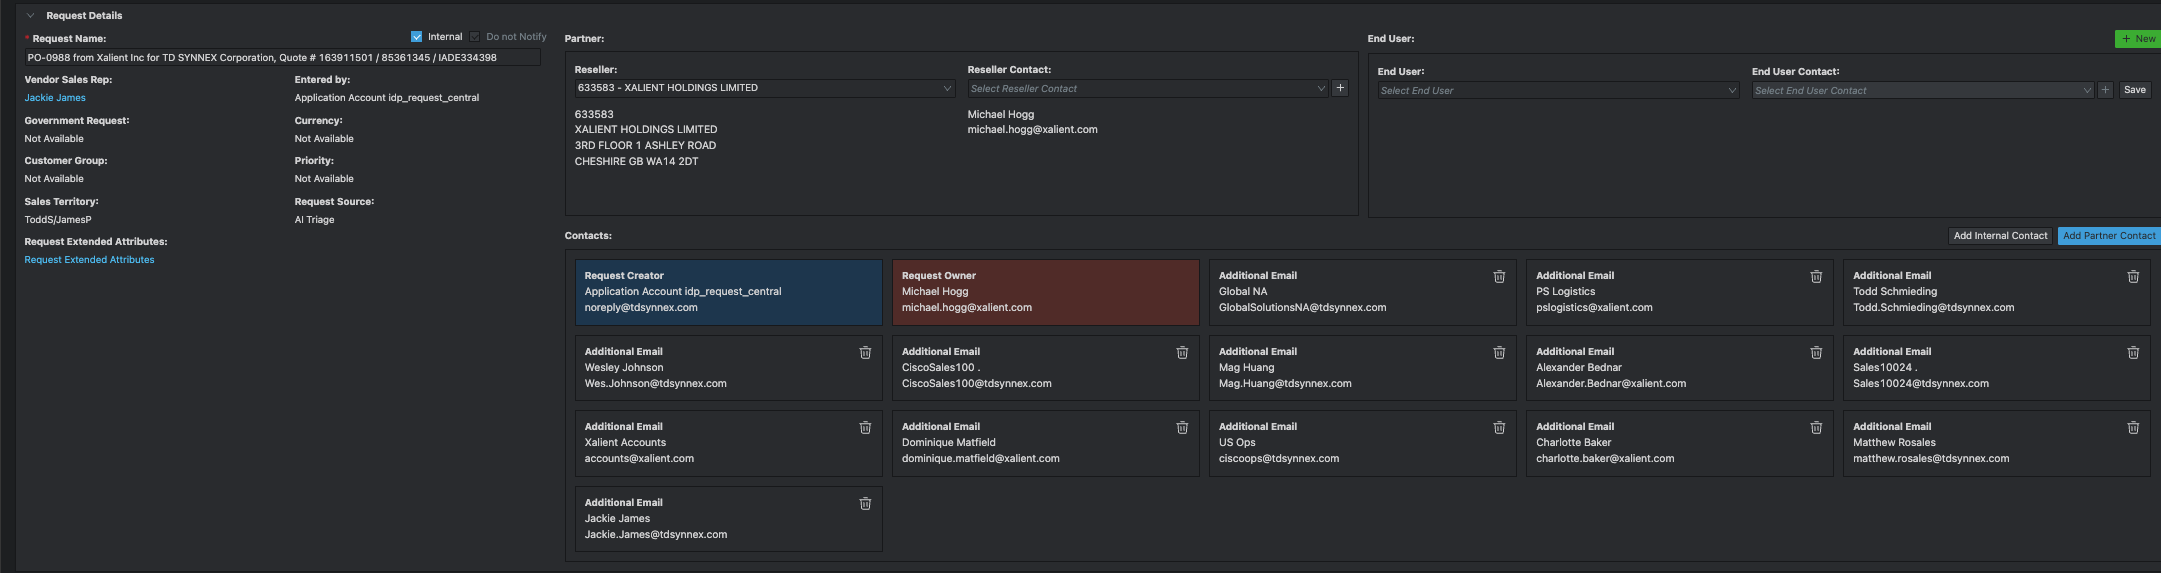 Request Details
* Request Name:
Internal
Do not Notify
PO-0988 from Xalient Inc for TD SYNNEX Corporation, Quote # 163911501 / 85361345 / IADE334398
Vendor Sales Rep:
Entered by:
Jackie James
Application Account idp_request_central
Government Request:
Currency:
Not Available
Not Available
Customer Group:
Priority:
Not Available
Not Available
Sales Territory:
Request Source:
ToddS/JamesP
AI Triage
Request Extended Attributes:
Request Extended Attributes
Partner:
Reseller:
633583 - XALIENT HOLDINGS LIMITED
633583
XALIENT HOLDINGS LIMITED
3RD FLOOR 1 ASHLEY ROAD
CHESHIRE GB WA14 2DT
Reseller Contact:
Select Reseller Contact
+
Michael Hogg
michael.hogg@xalient.com
End User:
+ New
End User:
Select End User
End User Contact:
Select End User Contact
+
Save
Contacts:
Add Internal Contact
Add Partner Contact
Request Creator
Application Account idp_request_central
noreply@tdsynnex.com
Request Owner
Michael Hogg
michael.hogg@xalient.com
Additional Email
Global NA
GlobalSolutionsNA@tdsynnex.com
Additional Email
PS Logistics
pslogistics@xalient.com
Additional Email
Todd Schmieding
Todd.Schmieding@tdsynnex.com
Additional Email
Wesley Johnson
Wes.Johnson@tdsynnex.com
Additional Email
CiscoSales100 .
CiscoSales100@tdsynnex.com
Additional Email
Mag Huang
Mag.Huang@tdsynnex.com
Additional Email
Alexander Bednar
Alexander.Bednar@xalient.com
Additional Email
Sales10024 .
Sales10024@tdsynnex.com
Additional Email
Xalient Accounts
accounts@xalient.com
Additional Email
Dominique Matfield
dominique.matfield@xalient.com
Additional Email
US Ops
ciscoops@tdsynnex.com
Additional Email
Charlotte Baker
charlotte.baker@xalient.com
Additional Email
Matthew Rosales
matthew.rosales@tdsynnex.com
Additional Email
Jackie James
Jackie.James@tdsynnex.com